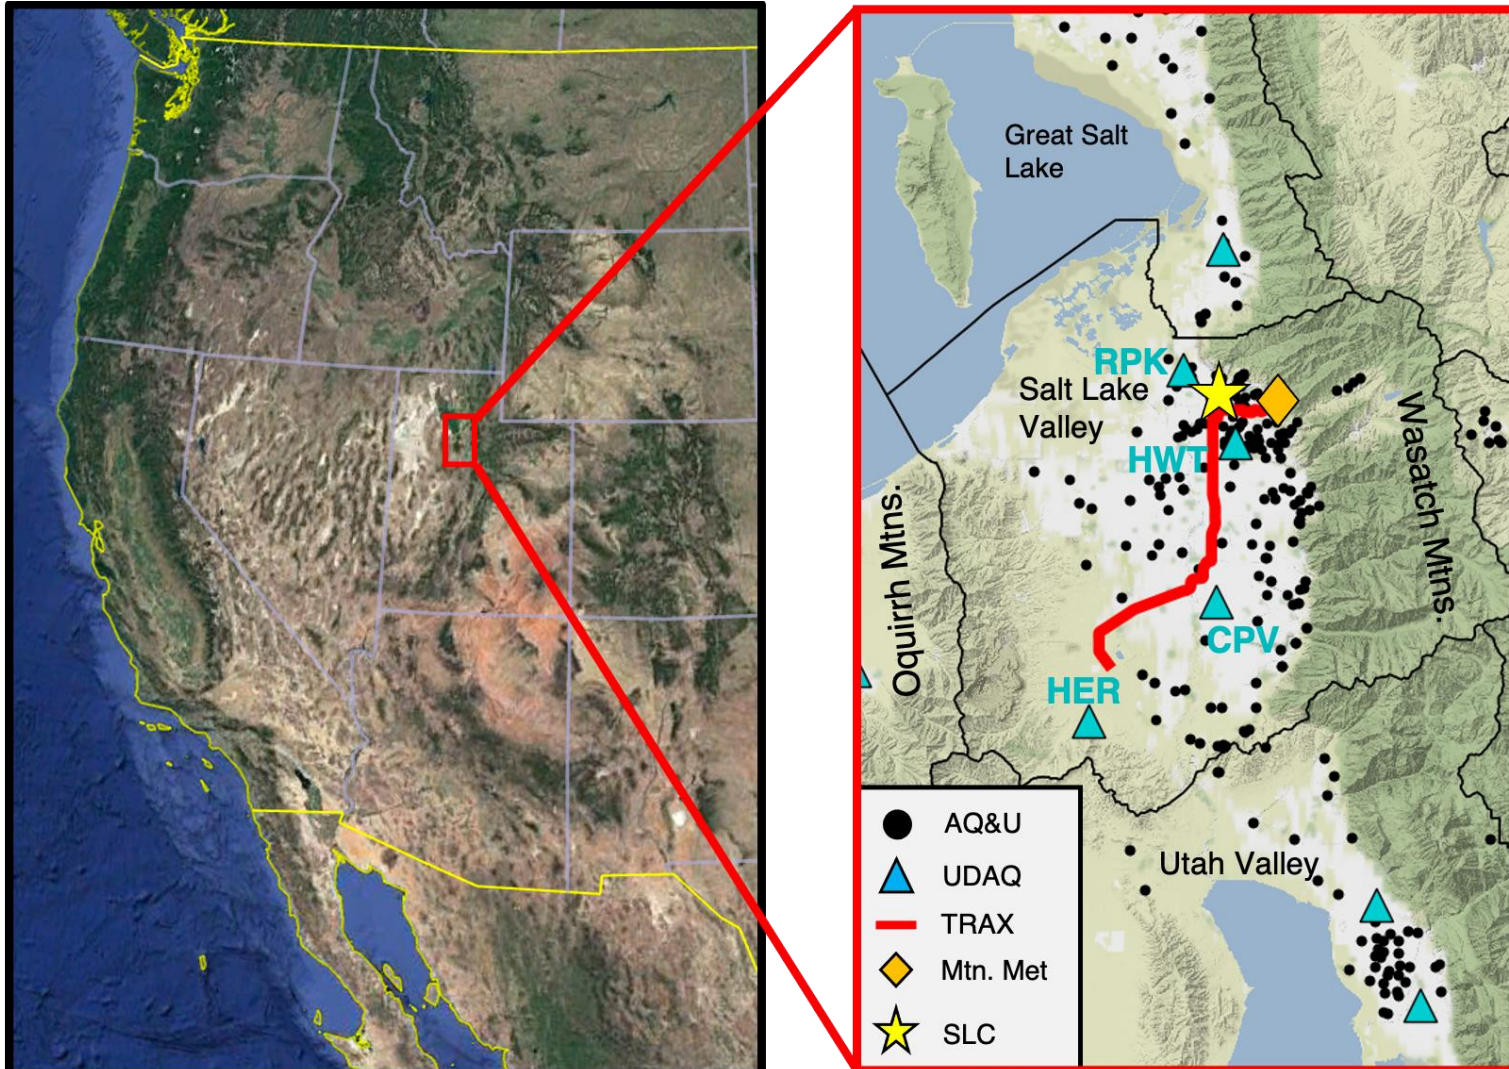 Great Salt
Lake
RPK
Salt Lake
Valley
HWT
Wasatch Mtns.
Oquirrh Mtns.
CPV
HER
Utah Valley
AQ&U
UDAQ
TRAX
Mtn. Met
SLC